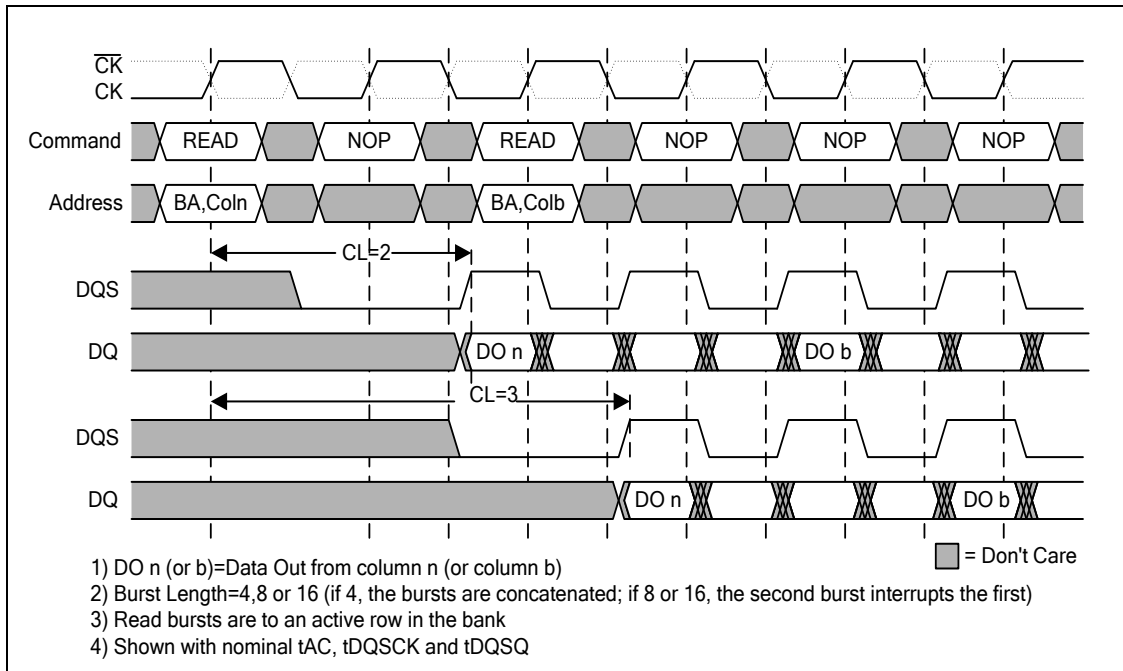 CK
CK
Command READ NOP READ NOP NOP NOP
Address BA,Coln BA,Colb
CL=2
DQS
DQ DO n DO b
CL=3
DQS
DQ DO n DO b
= Don't Care
1) DO n (or b)=Data Out from column n (or column b)
2) Burst Length=4,8 or 16 (if 4, the bursts are concatenated; if 8 or 16, the second burst interrupts the first)
3) Read bursts are to an active row in the bank
4) Shown with nominal tAC, tDQSCK and tDQSQ